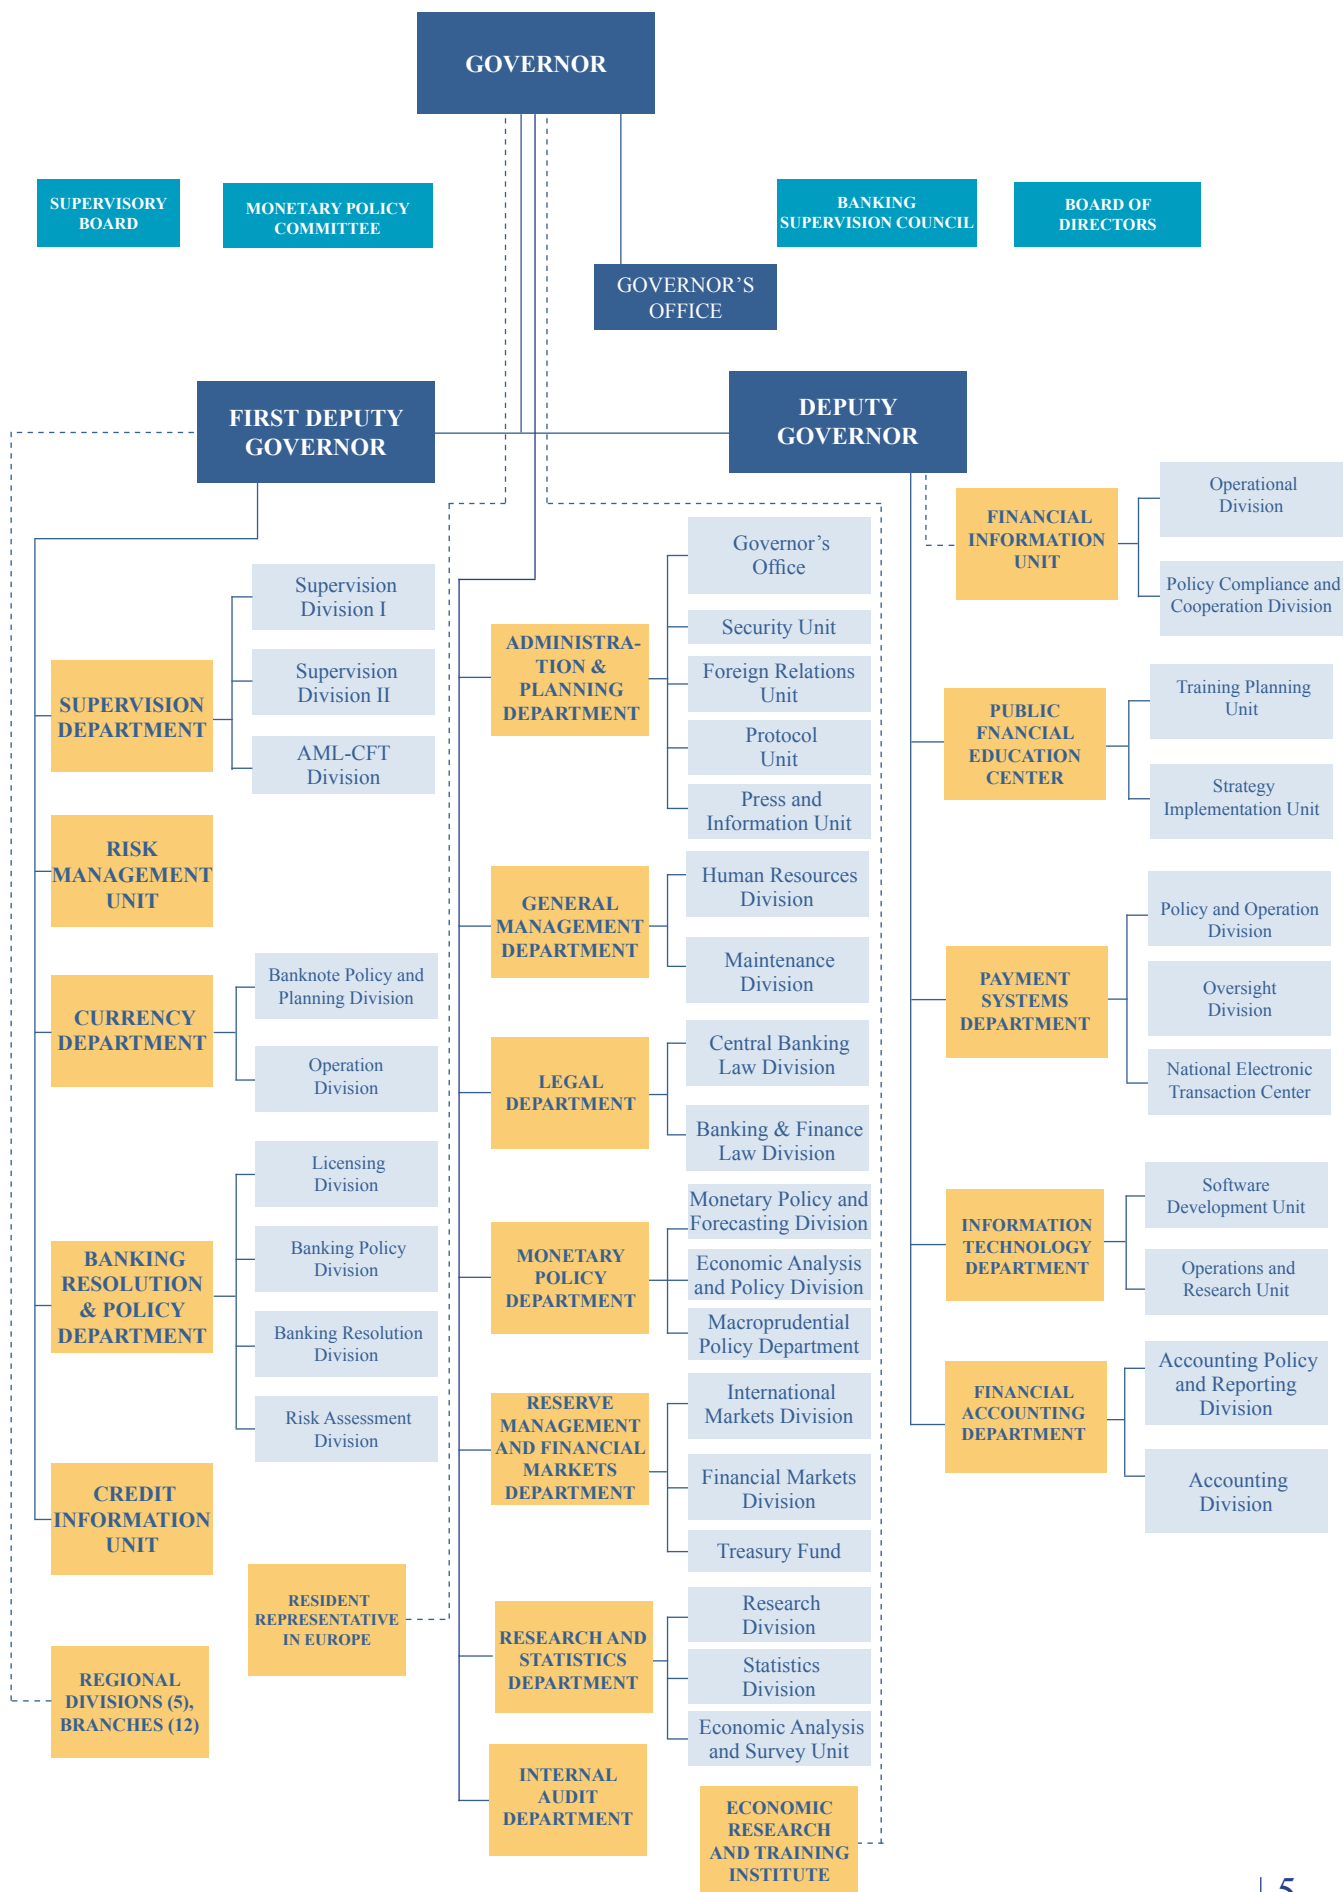 GOVERNOR
SUPERVISORY
BOARD
MONETARY POLICY
COMMITTEE
BANKING
SUPERVISION COUNCIL
BOARD OF
DIRECTORS
GOVERNOR’S
OFFICE
FIRST DEPUTY
GOVERNOR
DEPUTY
GOVERNOR
SUPERVISION
DEPARTMENT
Supervision
Division I
Supervision
Division II
AML-CFT
Division
RISK
MANAGEMENT
UNIT
CURRENCY
DEPARTMENT
Banknote Policy and
Planning Division
Operation
Division
BANKING
RESOLUTION
& POLICY
DEPARTMENT
Licensing
Division
Banking Policy
Division
Banking Resolution
Division
Risk Assessment
Division
CREDIT
INFORMATION
UNIT
RESIDENT
REPRESENTATIVE
IN EUROPE
REGIONAL
DIVISIONS (5),
BRANCHES (12)
ADMINISTRA-
TION &
PLANNING
DEPARTMENT
Governor’s
Office
Security Unit
Foreign Relations
Unit
Protocol
Unit
Press and
Information Unit
GENERAL
MANAGEMENT
DEPARTMENT
Human Resources
Division
Maintenance
Division
LEGAL
DEPARTMENT
Central Banking
Law Division
Banking & Finance
Law Division
MONETARY
POLICY
DEPARTMENT
Monetary Policy and
Forecasting Division
Economic Analysis
and Policy Division
Macroprudential
Policy Department
RESERVE
MANAGEMENT
AND FINANCIAL
MARKETS
DEPARTMENT
International
Markets Division
Financial Markets
Division
Treasury Fund
RESEARCH AND
STATISTICS
DEPARTMENT
Research
Division
Statistics
Division
Economic Analysis
and Survey Unit
INTERNAL
AUDIT
DEPARTMENT
ECONOMIC
RESEARCH
AND TRAINING
INSTITUTE
FINANCIAL
INFORMATION
UNIT
Operational
Division
Policy Compliance and
Cooperation Division
PUBLIC
FNANCIAL
EDUCATION
CENTER
Training Planning
Unit
Strategy
Implementation Unit
PAYMENT
SYSTEMS
DEPARTMENT
Policy and Operation
Division
Oversight
Division
National Electronic
Transaction Center
INFORMATION
TECHNOLOGY
DEPARTMENT
Software
Development Unit
Operations and
Research Unit
FINANCIAL
ACCOUNTING
DEPARTMENT
Accounting Policy
and Reporting
Division
Accounting
Division
| 5